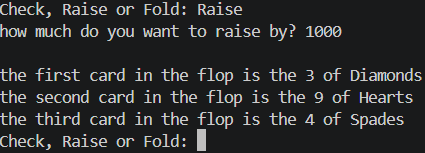 Check, Raise or Fold: Raise
how much do you want to raise by? 1000
the first card in the flop is the 3 of Diamonds
the second card in the flop is the 9 of Hearts
the third card in the flop is the 4 of Spades
Check, Raise or Fold: